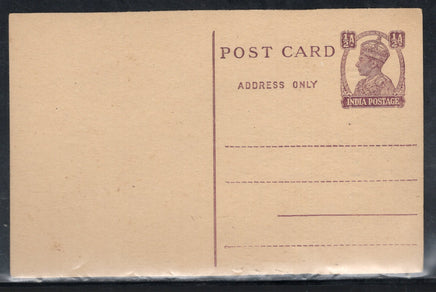 POST CARD
ADDRESS ONLY
½A ½A
INDIA POSTAGE